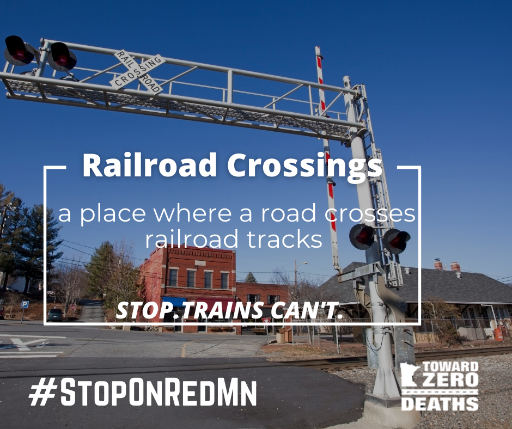 RAILROAD
CROSSING
Railroad Crossings
a place where a road crosses
railroad tracks
STOP.TRAINS CAN'T.
#STOPONREDMN
TOWARD
ZERO
DEATHS